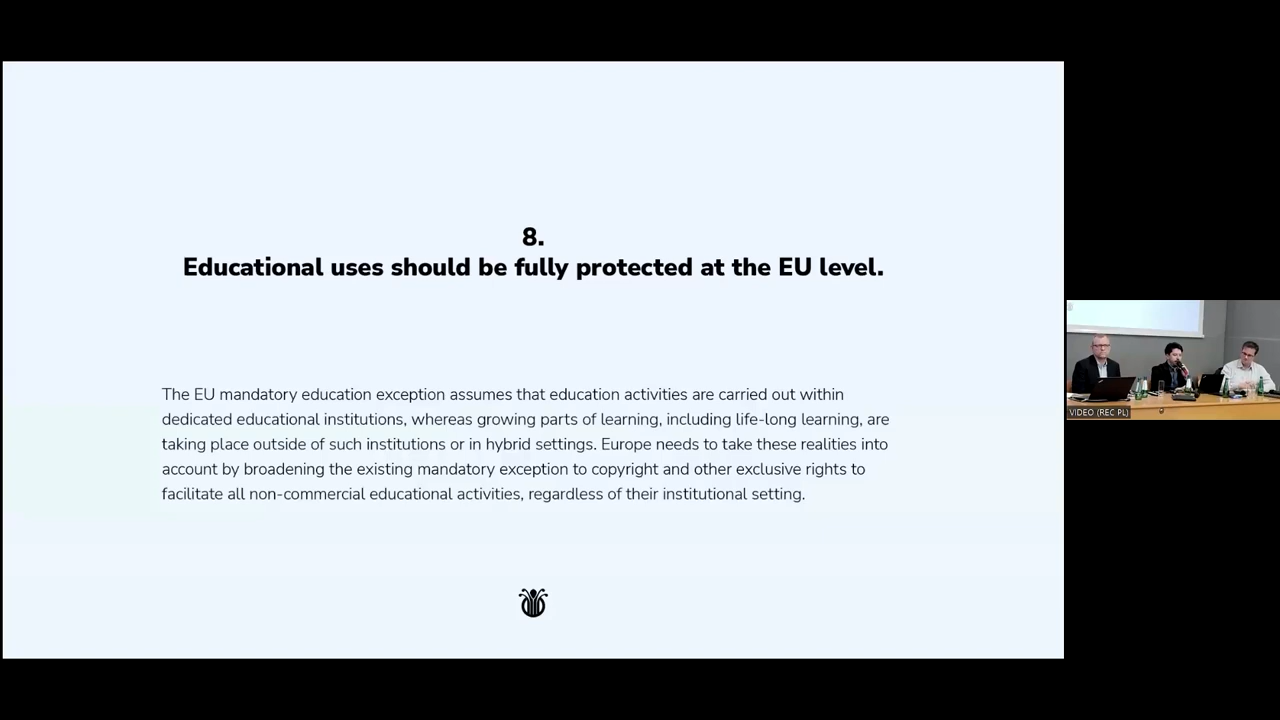 8.
Educational uses should be fully protected at the EU level.
The EU mandatory education exception assumes that education activities are carried out within
dedicated educational institutions, whereas growing parts of learning, including life-long learning, are
taking place outside of such institutions or in hybrid settings. Europe needs to take these realities into
account by broadening the existing mandatory exception to copyright and other exclusive rights to
facilitate all non-commercial educational activities, regardless of their institutional setting.
VIDEO (REC PL)